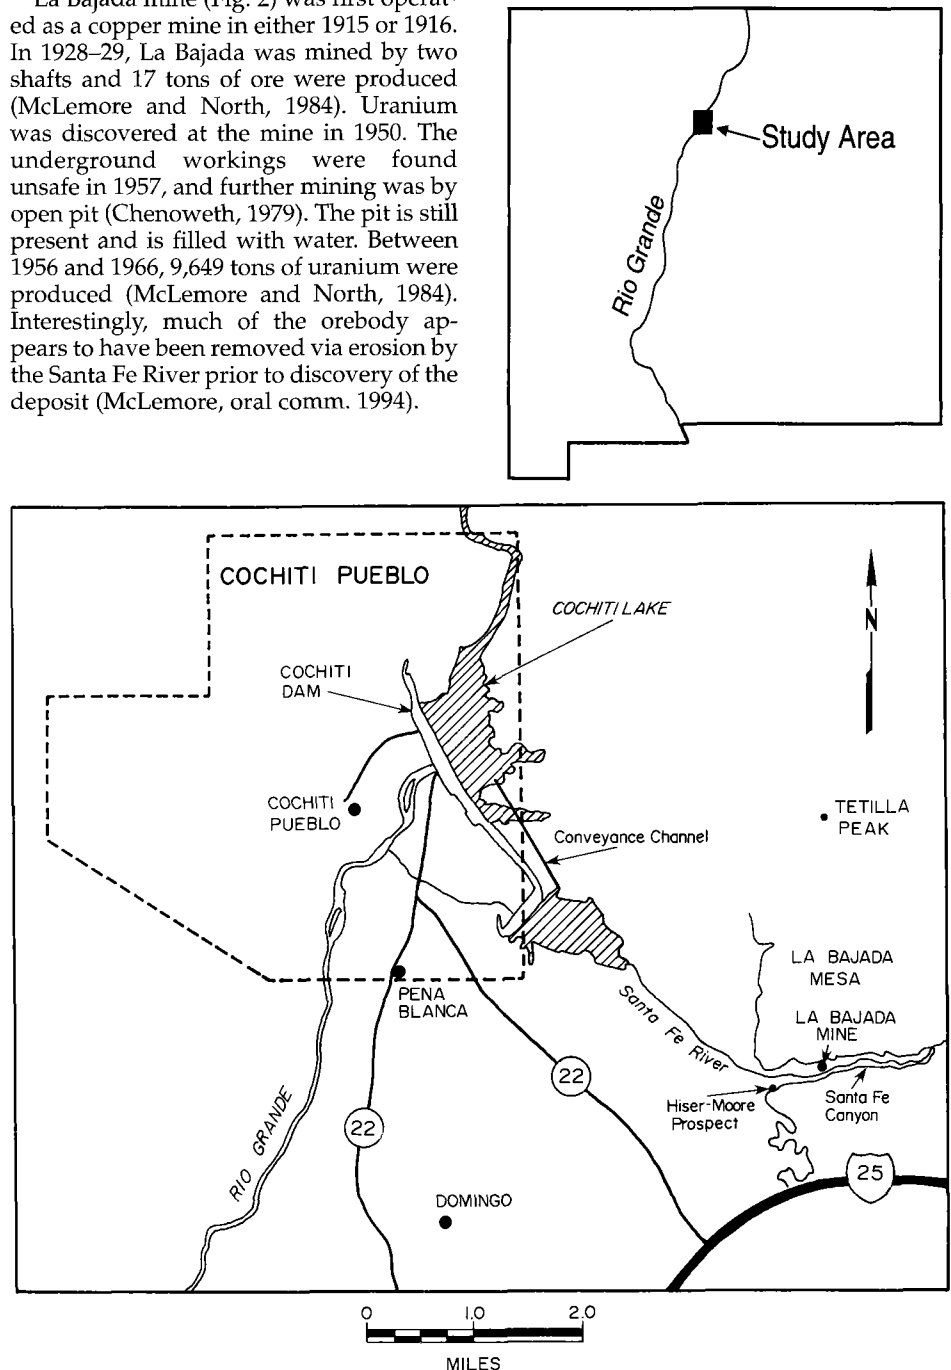 La Bajada mine (Fig. 2) was first operat-
ed as a copper mine in either 1915 or 1916.
In 1928–29, La Bajada was mined by two
shafts and 17 tons of ore were produced
(McLemore and North, 1984). Uranium
was discovered at the mine in 1950. The
underground workings were found
unsafe in 1957, and further mining was by
open pit (Chenoweth, 1979). The pit is still
present and is filled with water. Between
1956 and 1966, 9,649 tons of uranium were
produced (McLemore and North, 1984).
Interestingly, much of the orebody ap-
pears to have been removed via erosion by
the Santa Fe River prior to discovery of the
deposit (McLemore, oral comm. 1994).
Study Area
Rio Grande
COCHITI PUEBLO
COCHITI LAKE
N
COCHITI
DAM
COCHITI
PUEBLO
TETILLA
PEAK
Conveyance Channel
LA BAJADA
MESA
PENA
BLANCA
Santa Fe River
LA BAJADA
MINE
22
Hiser-Moore
Prospect
Santa Fe
Canyon
RIO GRANDE
22
25
DOMINGO
0 1.0 2.0
MILES